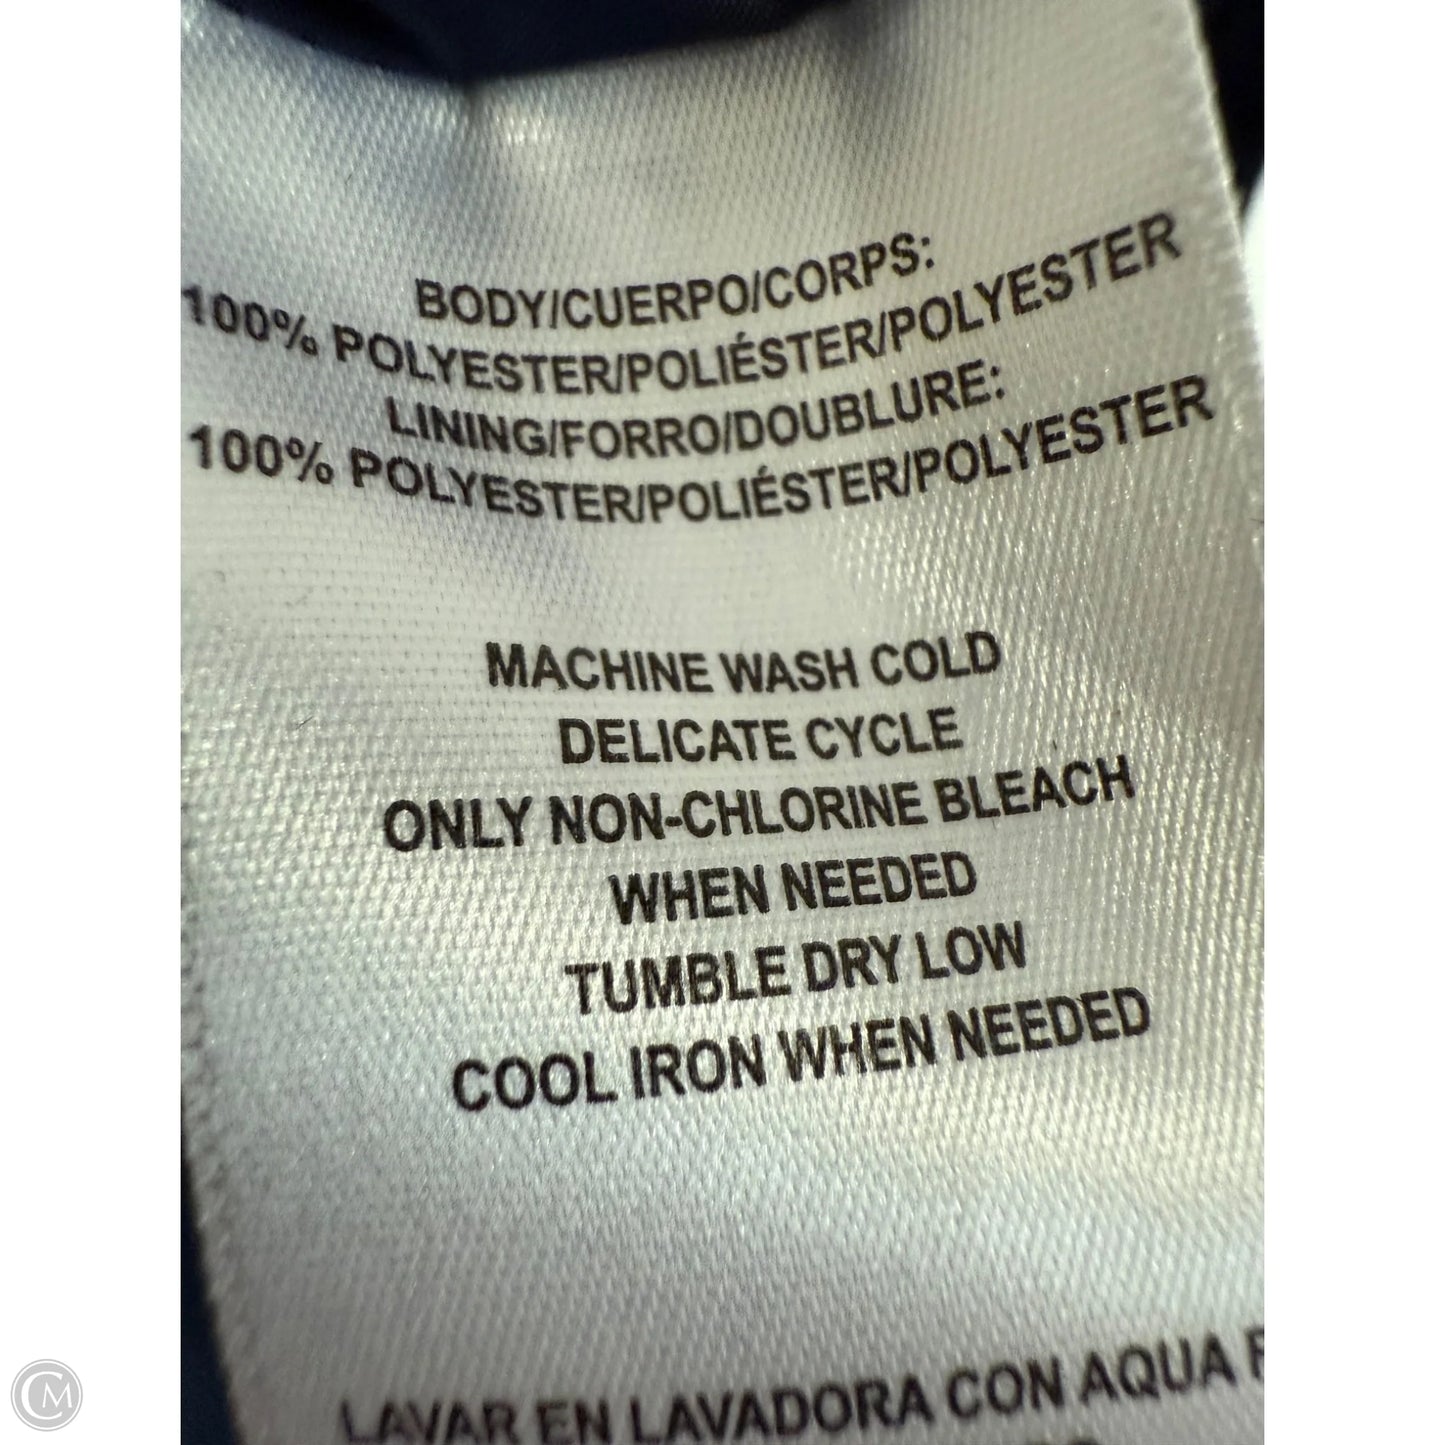 BODY/CUERPO/CORPS:
100% POLYESTER/POLIÉSTER/POLYESTER
LINING/FORRO/DOUBLURE:
100% POLYESTER/POLIÉSTER/POLYESTER
MACHINE WASH COLD
DELICATE CYCLE
ONLY NON-CHLORINE BLEACH
WHEN NEEDED
TUMBLE DRY LOW
COOL IRON WHEN NEEDED
LAVAR EN LAVADORA CON AQUA
CM